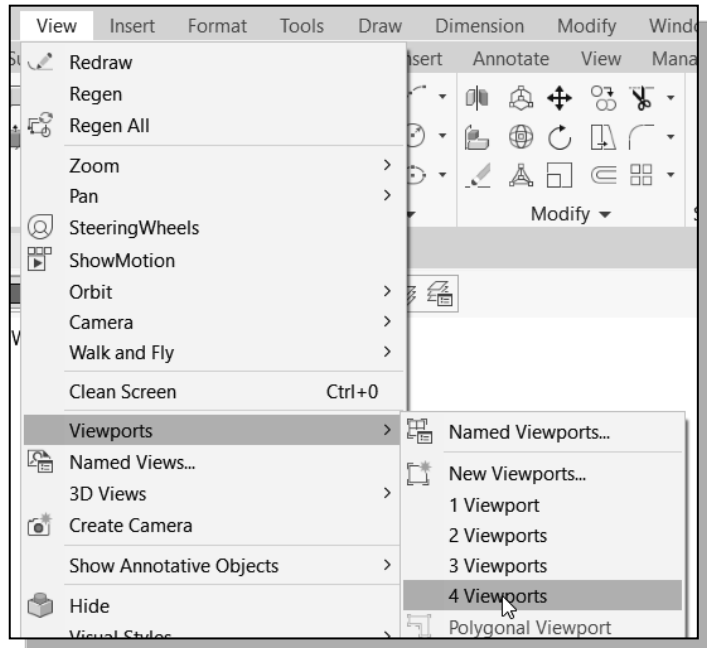 View Insert Format Tools Draw Dimension Modify
Annotate View
Redraw
Regen
Regen All
Zoom
Pan
SteeringWheels
ShowMotion
Orbit
Camera
Walk and Fly
Modify
Clean Screen Ctrl+0
Viewports
Named Views...
3D Views
Create Camera
Show Annotative Objects
Hide
Visual Styles
Named Viewports...
New Viewports...
1 Viewport
2 Viewports
3 Viewports
4 Viewports
Polygonal Viewport